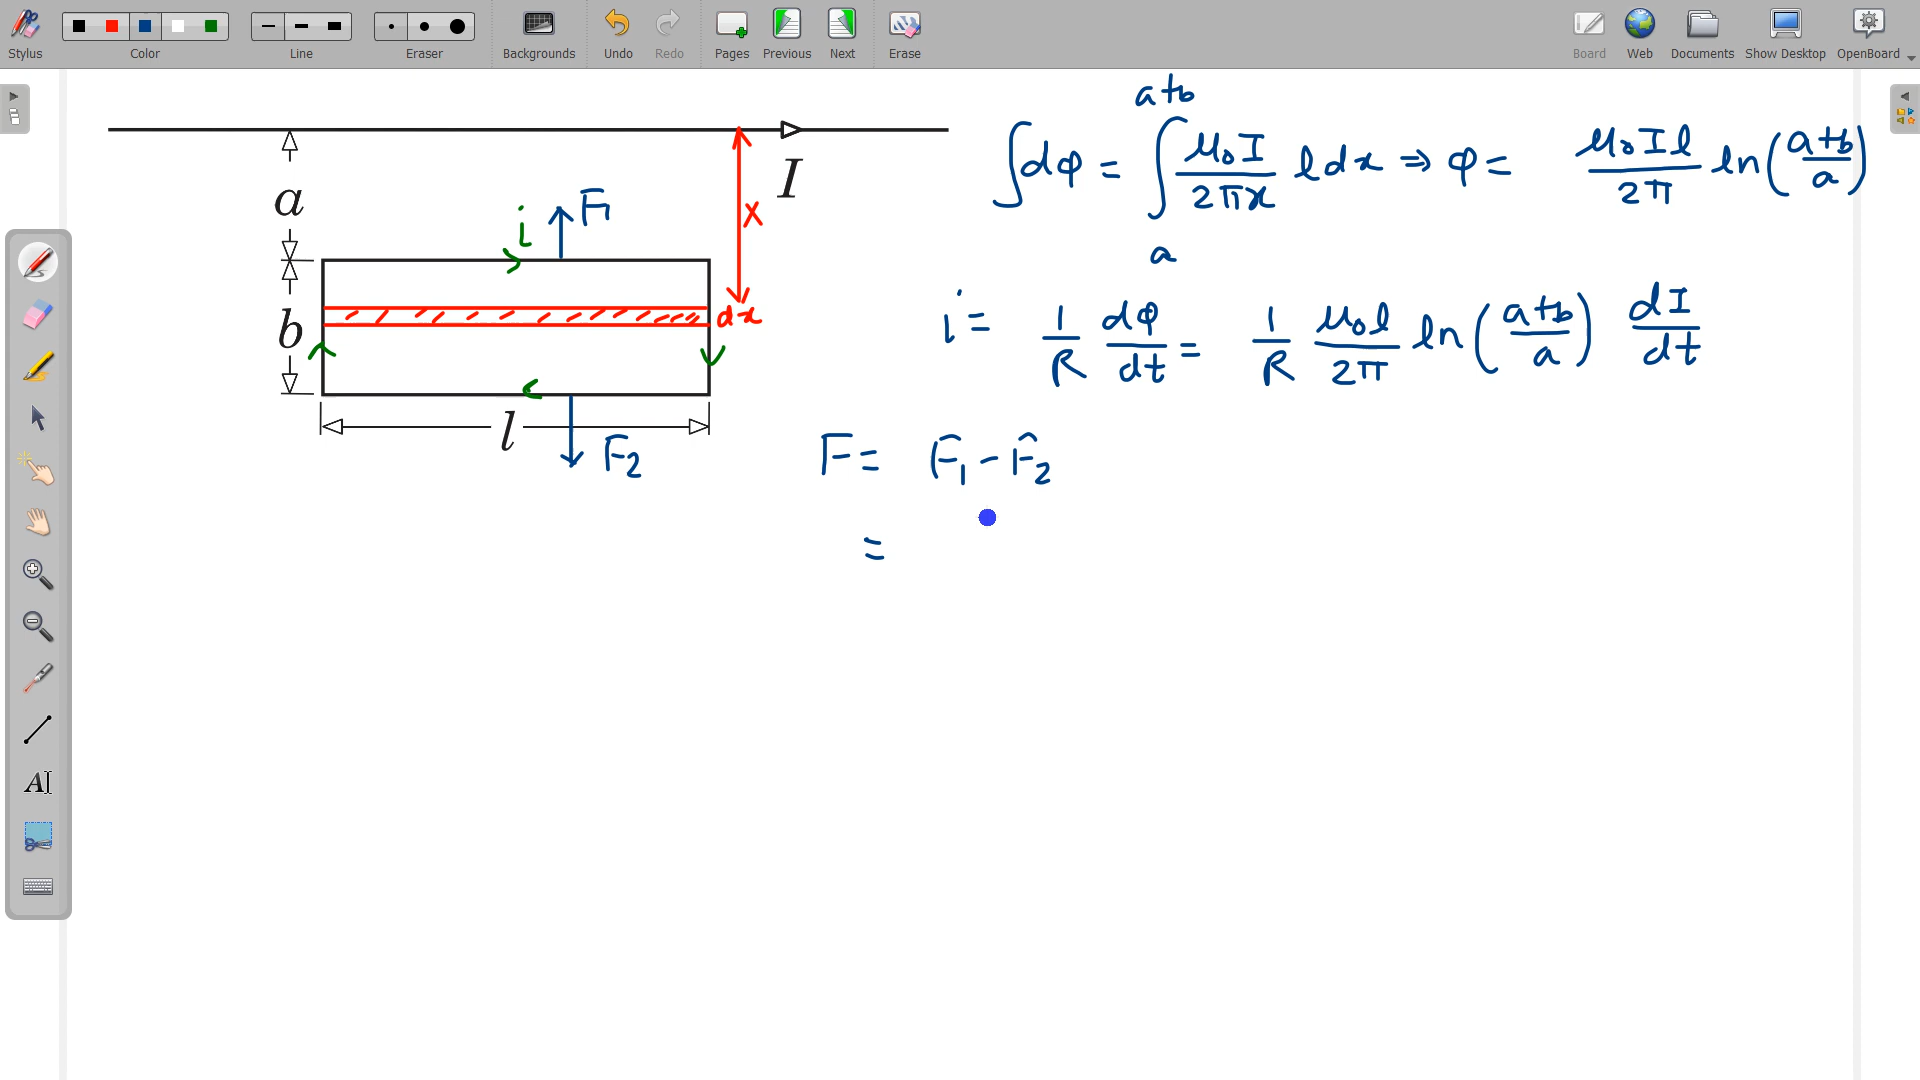 Stylus Color Line Eraser Backgrounds Undo Redo Pages Previous Next Erase Board Web Documents Show Desktop OpenBoard
I
a
b
l
i
F₁
x
dx
F₂
∫dφ = ∫ₐᵃ⁺ᵇ μ₀I/2πx l dx ⇒ φ = μ₀Il/2π ln(a+b/a)
i = 1/R dφ/dt = 1/R μ₀l/2π ln(a+b/a) dI/dt
F = F₁ - F₂
=
AI